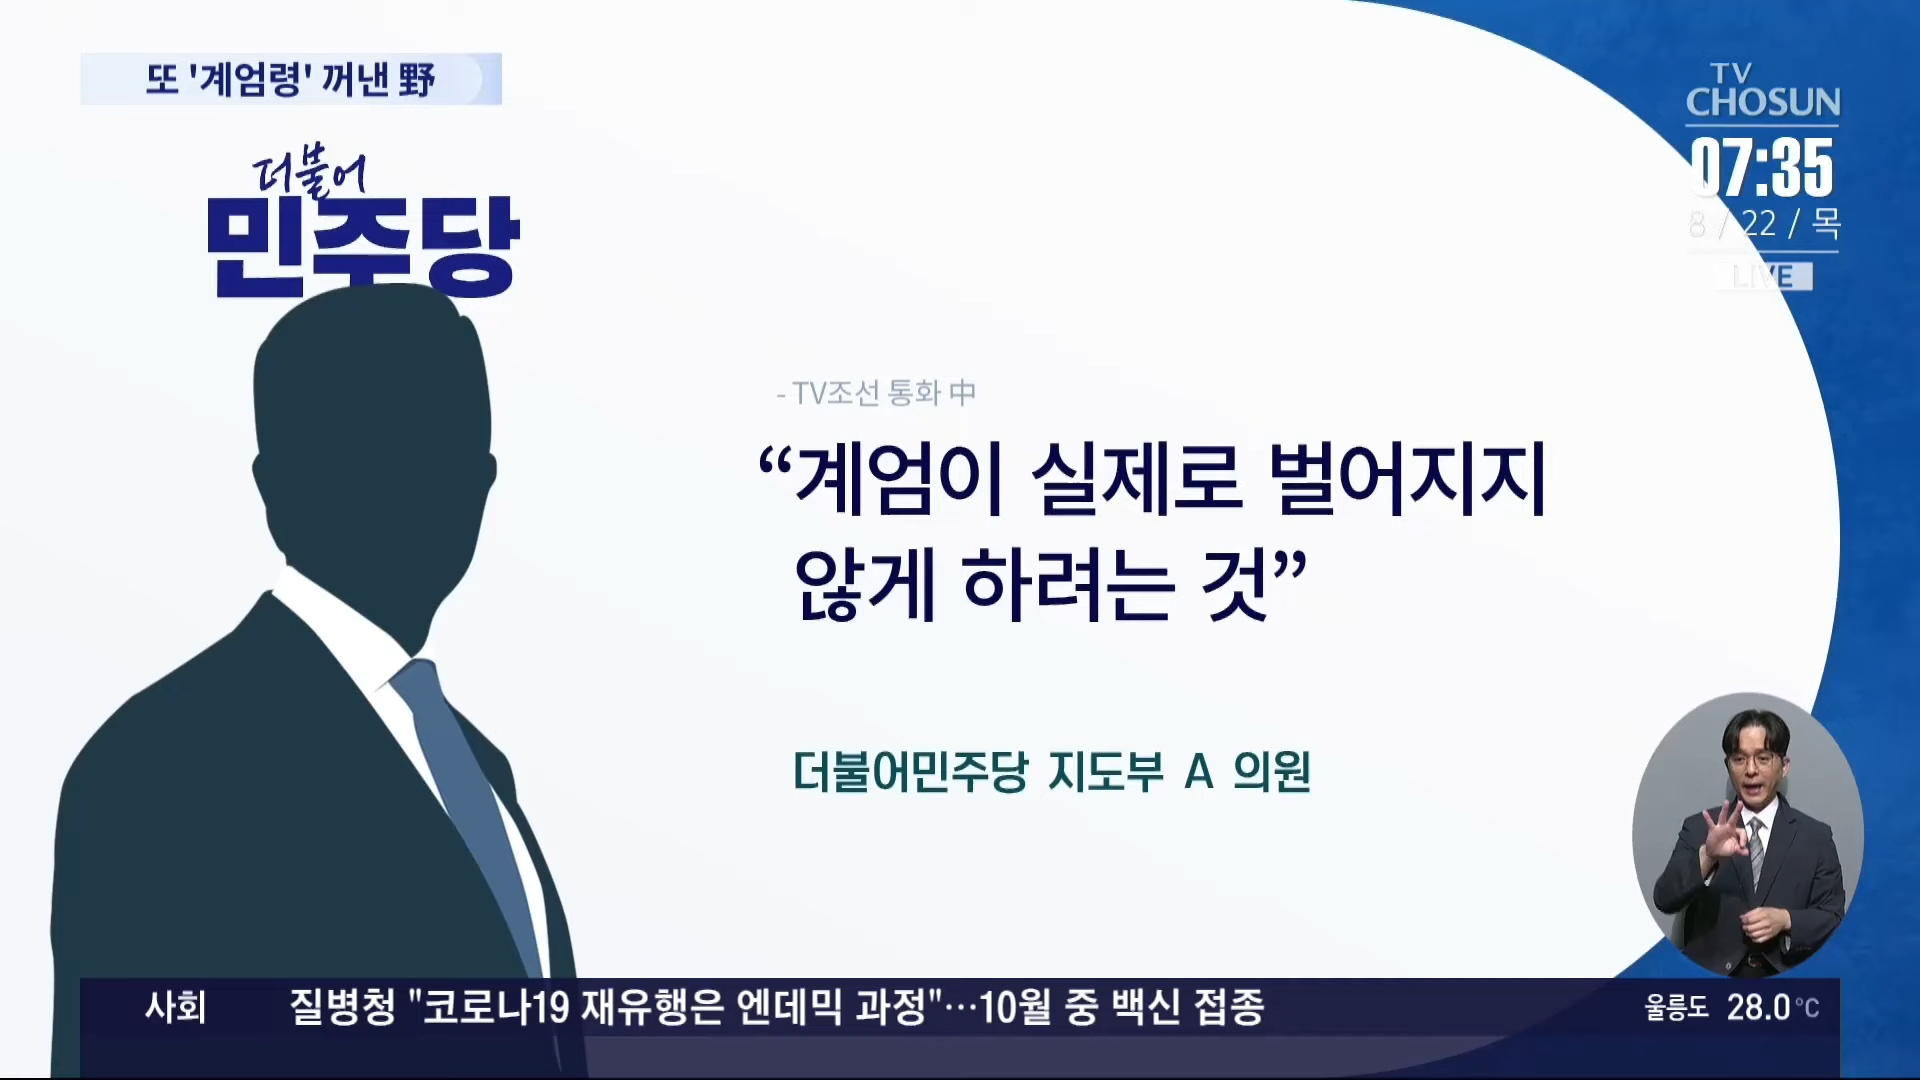 또 '계엄령' 꺼낸 野
TV
CHOSUN
07:35
8 / 22 / 목
LIVE
더불어
민주당
- TV조선 통화 中
“계엄이 실제로 벌어지지
않게 하려는 것”
더불어민주당 지도부 A 의원
사회 질병청 "코로나19 재유행은 엔데믹 과정"…10월 중 백신 접종
울릉도 28.0℃